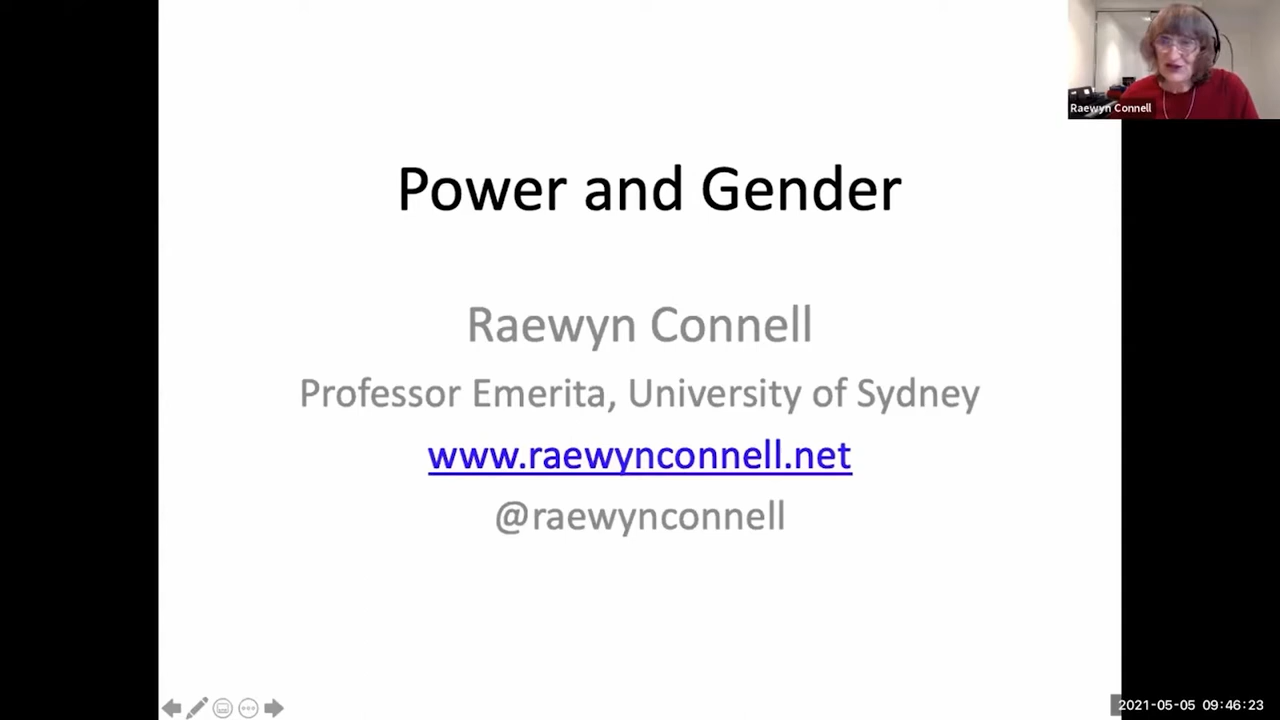 Power and Gender
Raewyn Connell
Professor Emerita, University of Sydney
www.raewynconnell.net
@raewynconnell
Raewyn Connell
2021-05-05 09:46:23